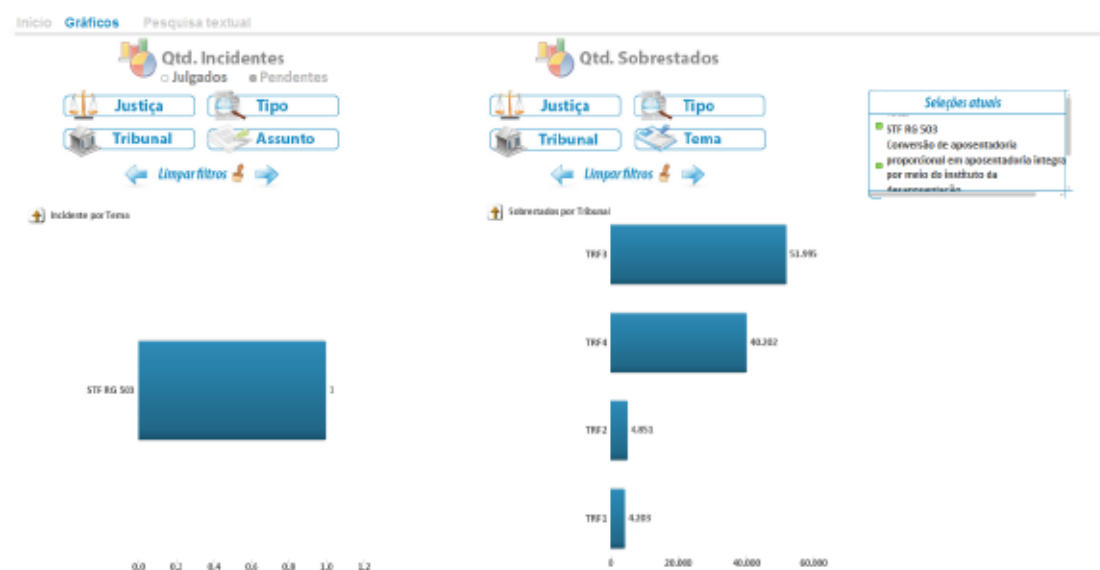 Início Gráficos Pesquisa textual
Qtd. Incidentes
Julgados Pendentes
Justiça Tipo
Tribunal Assunto
Limpar filtros
Incidente por Tema
STF RG 503
1
0,0 0,2 0,4 0,6 0,8 1,0 1,2
Qtd. Sobrestados
Justiça Tipo
Tribunal Tema
Limpar filtros
Sobrestados por Tribunal
TRF3 51.995
TRF4 40.202
TRF2 4.851
TRF1 4.203
0 20.000 40.000 60.000
Seleções atuais
STF RG 503
Conversão de aposentadoria
proporcional em aposentadoria integra
por meio do instituto da
desaposentação